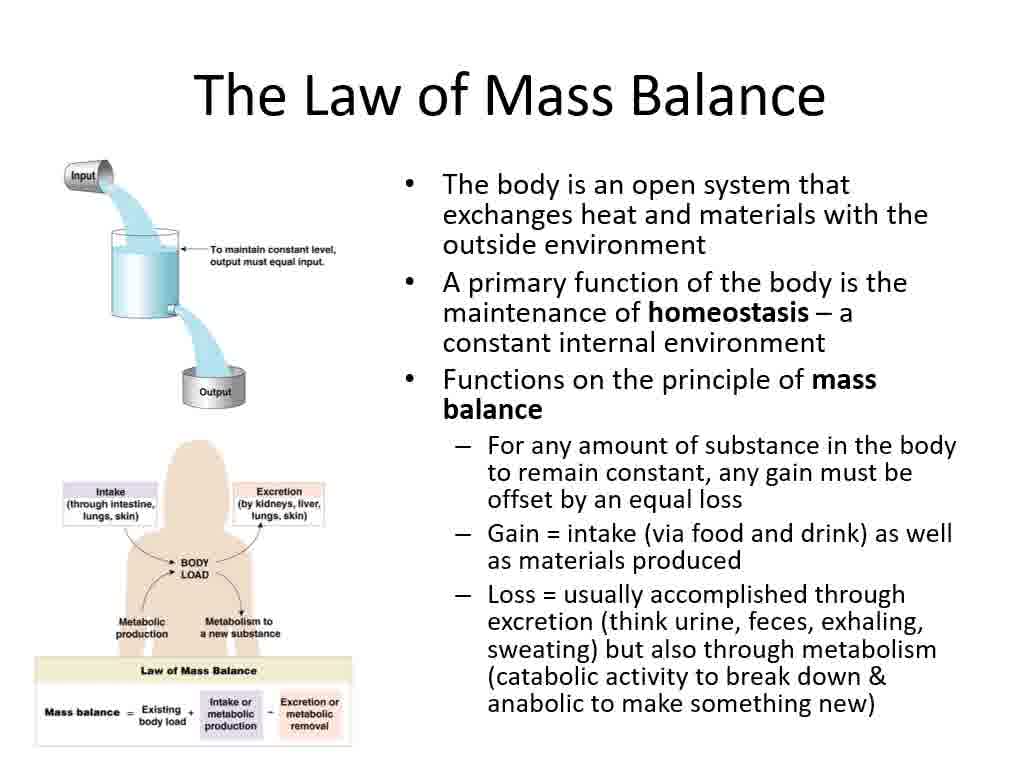 The Law of Mass Balance
Input
To maintain constant level,
output must equal input.
Output
Intake
(through intestine,
lungs, skin)
Excretion
(by kidneys, liver,
lungs, skin)
BODY
LOAD
Metabolic
production
Metabolism to
a new substance
Law of Mass Balance
Mass balance = Existing
body load + Intake or
metabolic
production – Excretion or
metabolic
removal
• The body is an open system that
exchanges heat and materials with the
outside environment
• A primary function of the body is the
maintenance of homeostasis – a
constant internal environment
• Functions on the principle of mass
balance
– For any amount of substance in the body
to remain constant, any gain must be
offset by an equal loss
– Gain = intake (via food and drink) as well
as materials produced
– Loss = usually accomplished through
excretion (think urine, feces, exhaling,
sweating) but also through metabolism
(catabolic activity to break down &
anabolic to make something new)